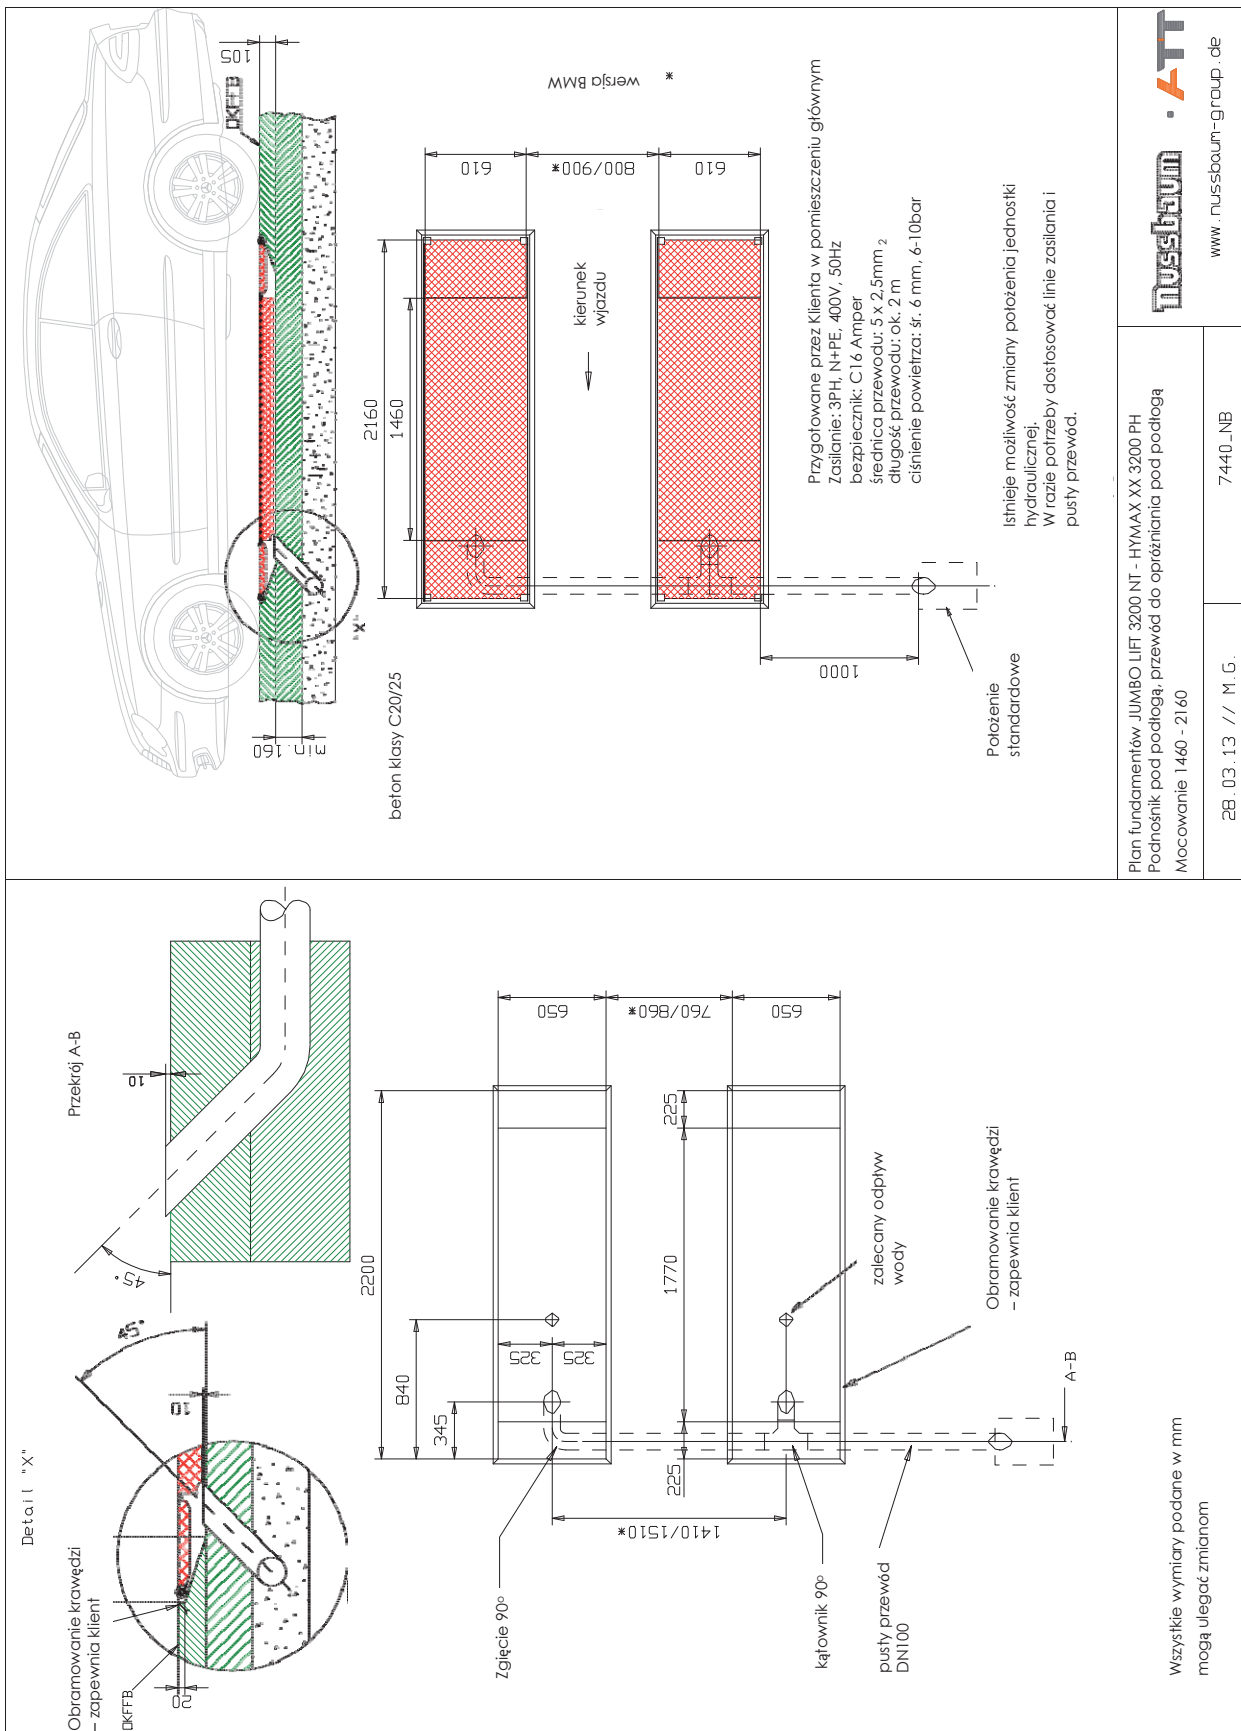 Detail "X"
Obramowanie krawędzi
– zapewnia klient
OKFFB
20
10
45°
Przekrój A-B
10
45°
2200
840
345
325
325
650
760/860*
650
225
1770
225
1410/1510*
Zgięcie 90°
kątownik 90°
pusty przewód
DN100
zalecany odpływ
wody
Obramowanie krawędzi
– zapewnia klient
A-B
Wszystkie wymiary podane w mm
mogą ulegać zmianom
105
OKFFB
min. 160
"X"
beton klasy C20/25
2160
1460
610
800/900*
610
* wersja BMW
kierunek
wjazdu
1000
Położenie
standardowe
Przygotowane przez Klienta w pomieszczeniu głównym
Zasilanie: 3PH, N+PE, 400V, 50Hz
bezpiecznik: C16 Amper
średnica przewodu: 5 x 2,5mm 2
długość przewodu: ok. 2 m
ciśnienie powietrza: śr. 6 mm, 6-10bar
Istnieje możliwość zmiany położenia jednostki
hydraulicznej.
W razie potrzeby dostosować linie zasilania i
pusty przewód.
Plan fundamentów JUMBO LIFT 3200 NT - HYMAX XX 3200 PH
Podnośnik pod podłogą, przewód do opróżniania pod podłogą
Mocowanie 1460 - 2160
28.03.13 // M.G.
7440_NB
nussbaum · ATT
www.nussbaum-group.de